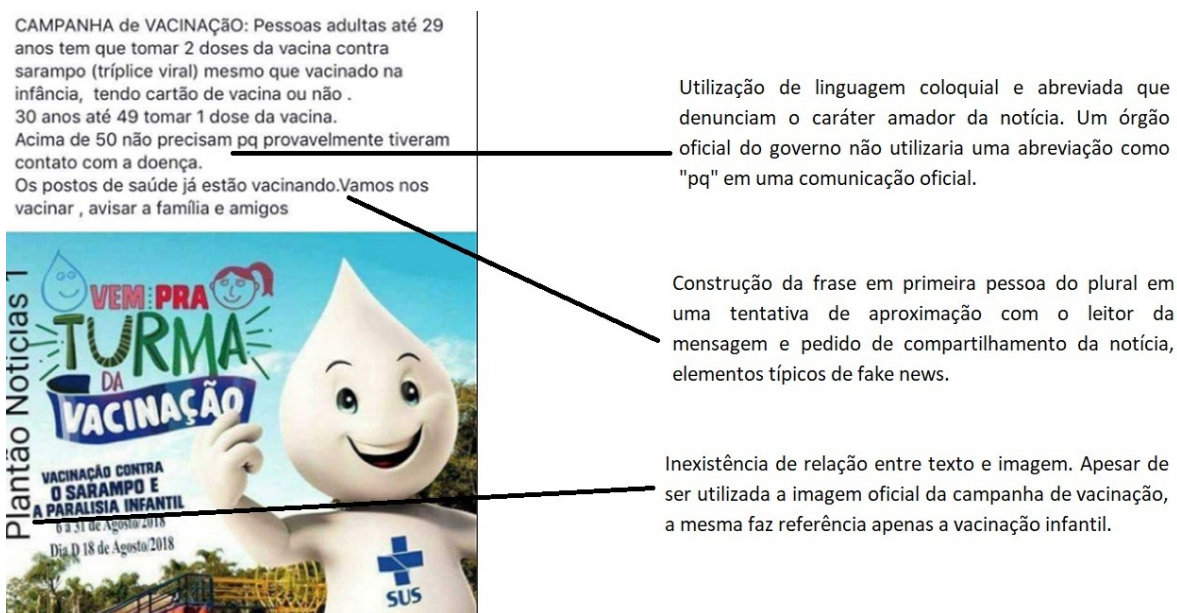 CAMPANHA de VACINAÇãO: Pessoas adultas até 29
anos tem que tomar 2 doses da vacina contra
sarampo (tríplice viral) mesmo que vacinado na
infância, tendo cartão de vacina ou não .
30 anos até 49 tomar 1 dose da vacina.
Acima de 50 não precisam pq provavelmente tiveram
contato com a doença.
Os postos de saúde já estão vacinando.Vamos nos
vacinar , avisar a família e amigos
Plantão Notícias 1
VEM PRA
TURMA
DA
VACINAÇÃO
VACINAÇÃO CONTRA
O SARAMPO E
A PARALISIA INFANTIL
6 a 31 de Agosto/2018
Dia D 18 de Agosto/2018
SUS
Utilização de linguagem coloquial e abreviada que
denunciam o caráter amador da notícia. Um órgão
oficial do governo não utilizaria uma abreviação como
"pq" em uma comunicação oficial.
Construção da frase em primeira pessoa do plural em
uma tentativa de aproximação com o leitor da
mensagem e pedido de compartilhamento da notícia,
elementos típicos de fake news.
Inexistência de relação entre texto e imagem. Apesar de
ser utilizada a imagem oficial da campanha de vacinação,
a mesma faz referência apenas a vacinação infantil.